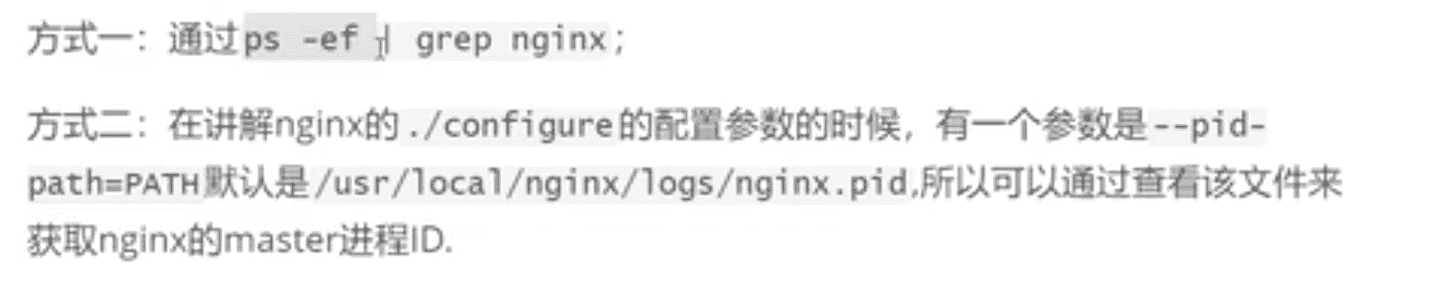 方式一：通过ps -ef | grep nginx；
方式二：在讲解nginx的./configure的配置参数的时候，有一个参数是--pid-
path=PATH默认是/usr/local/nginx/logs/nginx.pid,所以可以通过查看该文件来
获取nginx的master进程ID.